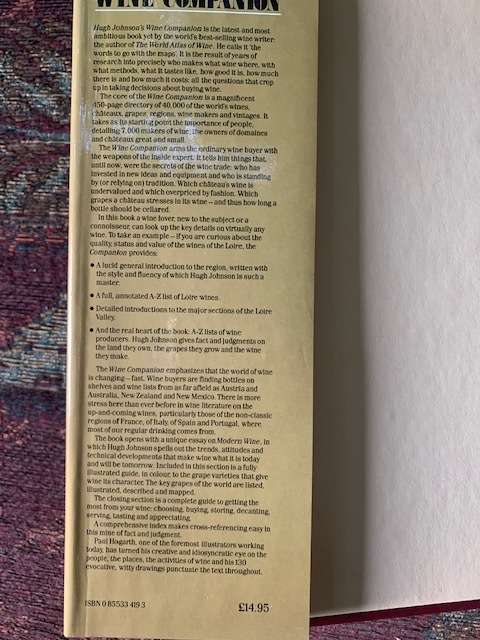 WINE COMPANION
Hugh Johnson's Wine Companion is the latest and most
ambitious book yet by the world's best-selling wine writer:
the author of The World Atlas of Wine. He calls it 'the
words to go with the maps'. It is the result of years of
research into precisely who makes what wine where, with
what methods, what it tastes like, how good it is, how much
there is and how much it costs: all the questions that crop
up in taking decisions about buying wine.
The core of the Wine Companion is a magnificent
450-page directory of 40,000 of the world's wines,
châteaux, grapes, regions, wine makers and vintages. It
takes as its starting point the importance of people,
detailing 7,000 makers of wine, the owners of domaines
and châteaux great and small.
The Wine Companion arms the ordinary wine buyer with
the weapons of the inside expert. It tells him things that,
until now, were the secrets of the wine trade: who has
invested in new ideas and equipment and who is standing
by (or relying on) tradition. Which château's wine is
undervalued and which overpriced by fashion. Which
grapes a château stresses in its wine – and thus how long a
bottle should be cellared.
In this book a wine lover, new to the subject or a
connoisseur, can look up the key details on virtually any
wine. To take an example – if you are curious about the
quality, status and value of the wines of the Loire, the
Companion provides:
● A lucid general introduction to the region, written with
the style and fluency of which Hugh Johnson is such a
master.
● A full, annotated A-Z list of Loire wines.
● Detailed introductions to the major sections of the Loire
Valley.
● And the real heart of the book: A-Z lists of wine
producers. Hugh Johnson gives fact and judgments on
the land they own, the grapes they grow and the wine
they make.
The Wine Companion emphasizes that the world of wine
is changing – fast. Wine buyers are finding bottles on
shelves and wine lists from as far afield as Austria and
Australia, New Zealand and New Mexico. There is more
stress here than ever before in wine literature on the
up-and-coming wines, particularly those of the non-classic
regions of France, of Italy, of Spain and Portugal, where
most of our regular drinking comes from.
The book opens with a unique essay on Modern Wine, in
which Hugh Johnson spells out the trends, attitudes and
technical developments that make wine what it is today
and will be tomorrow. Included in this section is a fully
illustrated guide, in colour, to the grape varieties that give
wine its character. The key grapes of the world are listed,
illustrated, described and mapped.
The closing section is a complete guide to getting the
most from your wine: choosing, buying, storing, decanting,
serving, tasting and appreciating.
A comprehensive index makes cross-referencing easy in
this mine of fact and judgment.
Paul Hogarth, one of the foremost illustrators working
today, has turned his creative and idiosyncratic eye on the
people, the places, the activities of wine and his 130
evocative, witty drawings punctuate the text throughout.
ISBN 0 85533 419 3
£14.95